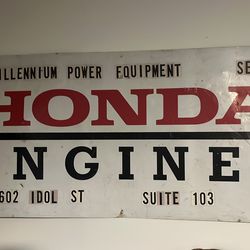 ILLENNIUM POWER EQUIPMENT SE
HONDA
NGINE
602 IDOL ST SUITE 103